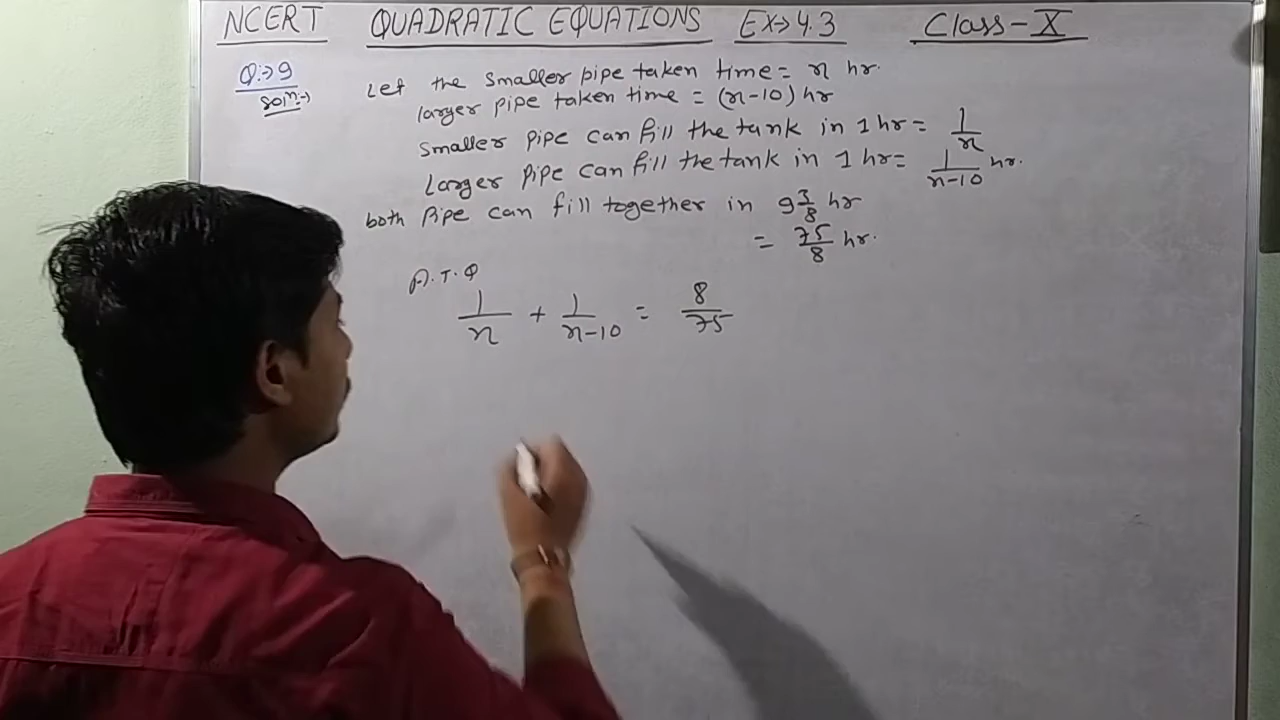 NCERT QUADRATIC EQUATIONS EX→4.3 Class-X
Q:→9
Solⁿ:→
Let the smaller pipe taken time = x hr.
larger pipe taken time = (x-10) hr
Smaller pipe can fill the tank in 1 hr = 1/x
Larger pipe can fill the tank in 1 hr = 1/(x-10) hr.
both Pipe can fill together in 9 3/8 hr
= 75/8 hr.
A.T.Q
1/x + 1/(x-10) = 8/75